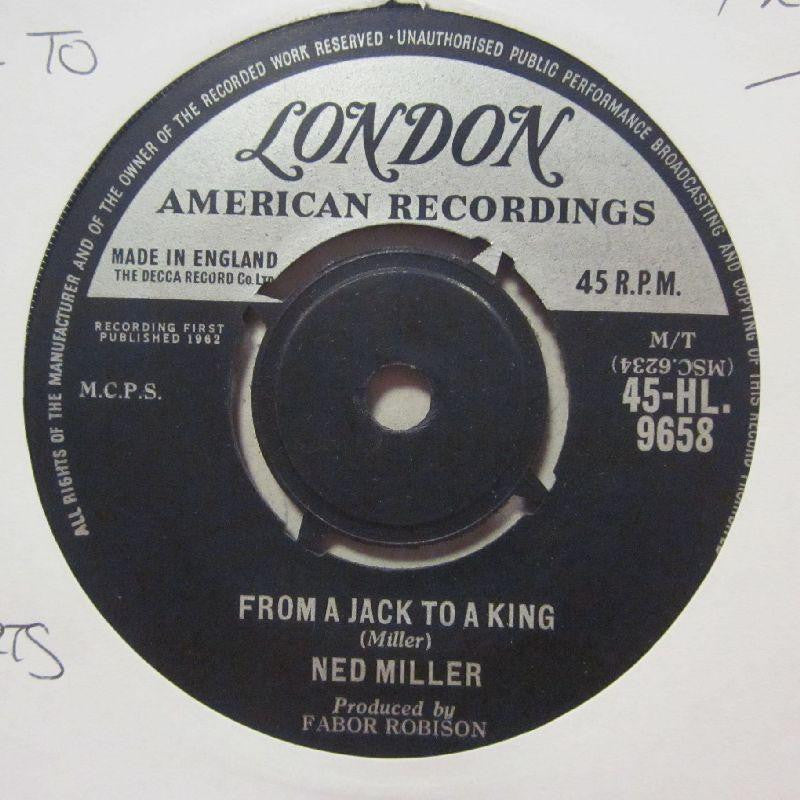 TO
ALL RIGHTS OF THE MANUFACTURER AND OF THE OWNER OF THE RECORDED WORK RESERVED · UNAUTHORISED PUBLIC PERFORMANCE BROADCASTING AND COPYING OF THIS RECORD
LONDON
AMERICAN RECORDINGS
MADE IN ENGLAND
THE DECCA RECORD Co. LTD
45 R.P.M.
RECORDING FIRST
PUBLISHED 1962
M.C.P.S.
M/T
(MSC.6234)
45-HL.
9658
FROM A JACK TO A KING
(Miller)
NED MILLER
Produced by
FABOR ROBISON